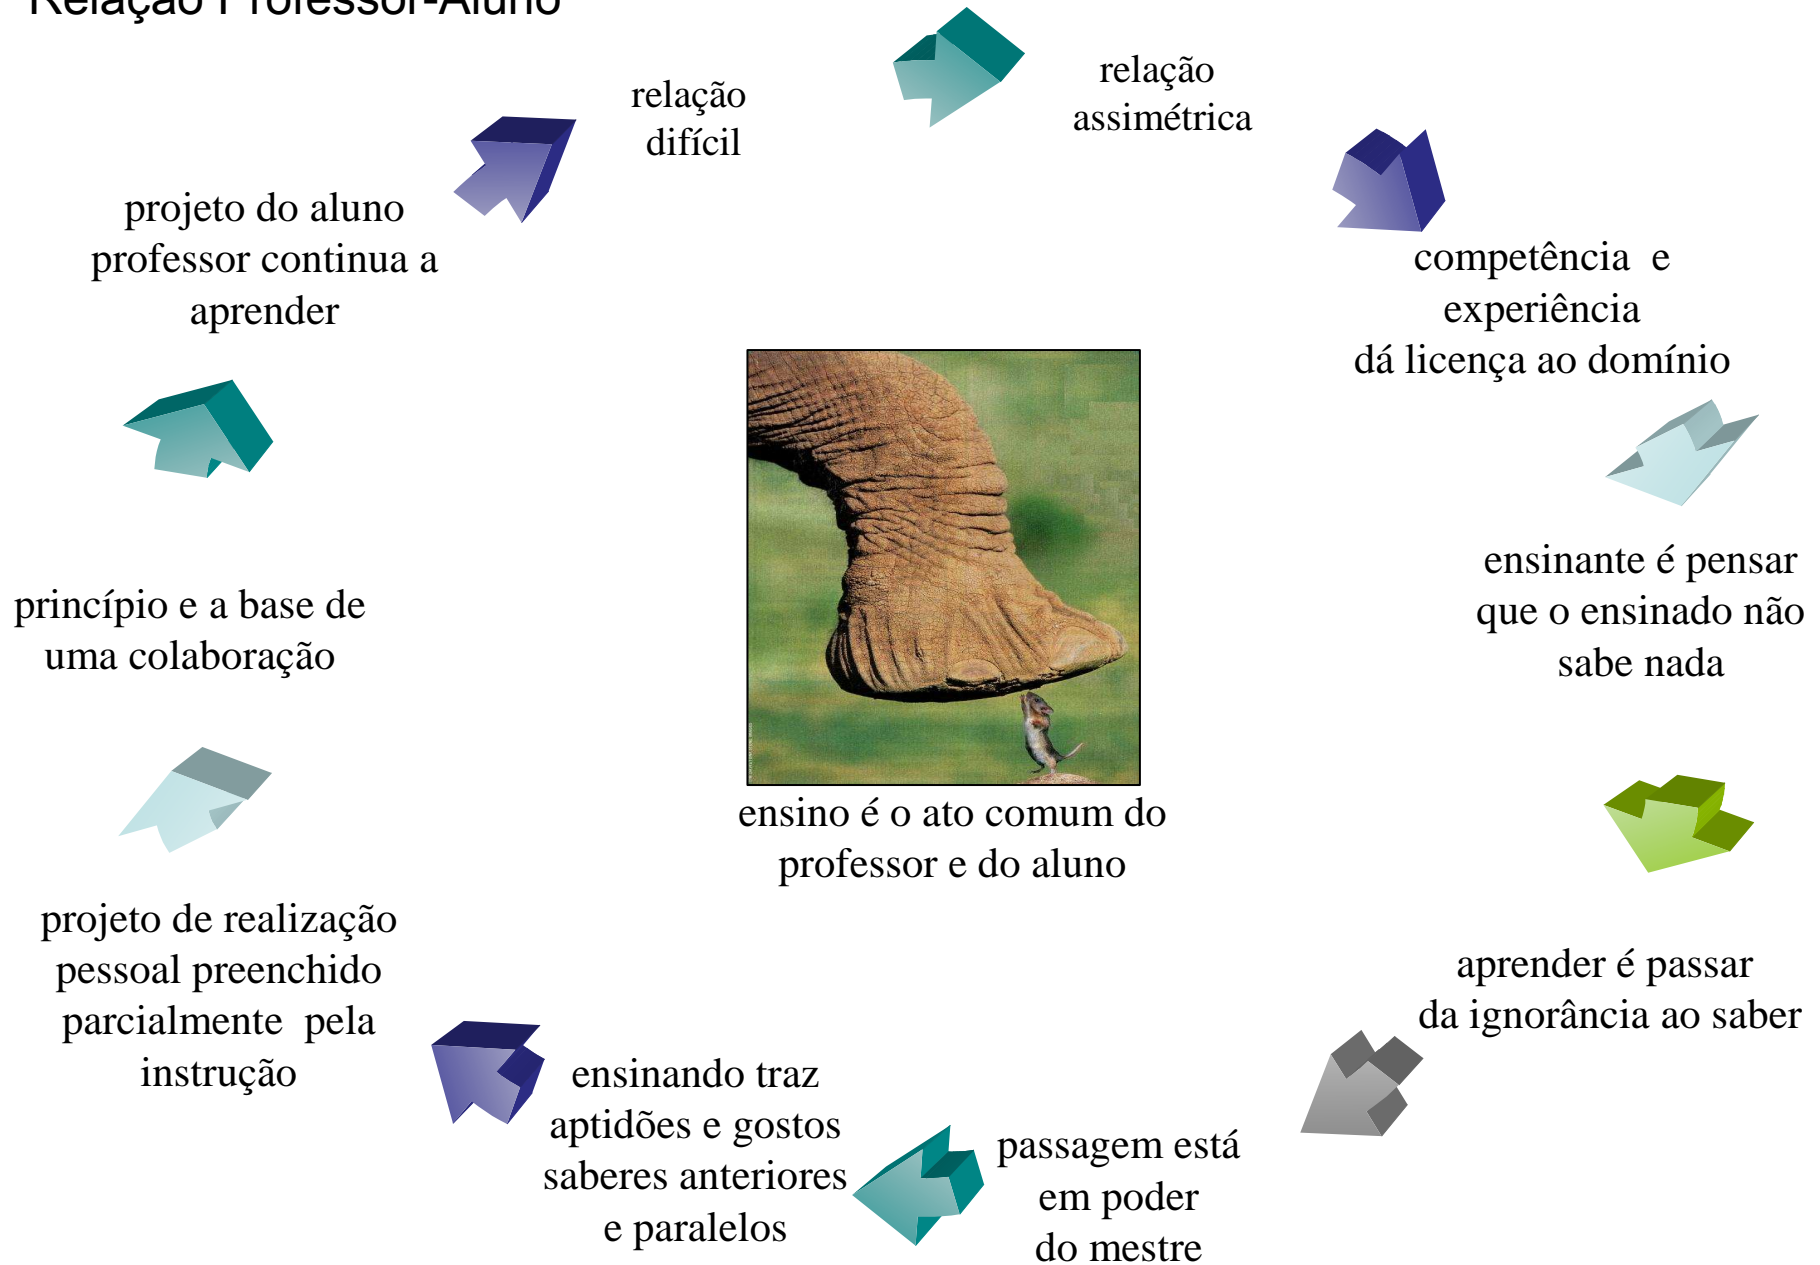 Relação Professor-Aluno
relação
difícil
relação
assimétrica
competência e
experiência
dá licença ao domínio
ensinante é pensar
que o ensinado não
sabe nada
aprender é passar
da ignorância ao saber
passagem está
em poder
do mestre
ensinando traz
aptidões e gostos
saberes anteriores
e paralelos
projeto de realização
pessoal preenchido
parcialmente pela
instrução
princípio e a base de
uma colaboração
projeto do aluno
professor continua a
aprender
ensino é o ato comum do
professor e do aluno